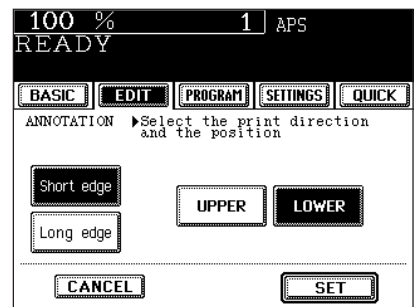 100 % 1 APS
READY
BASIC EDIT PROGRAM SETTINGS QUICK
ANNOTATION ▶Select the print direction
and the position
Short edge
UPPER LOWER
Long edge
CANCEL SET